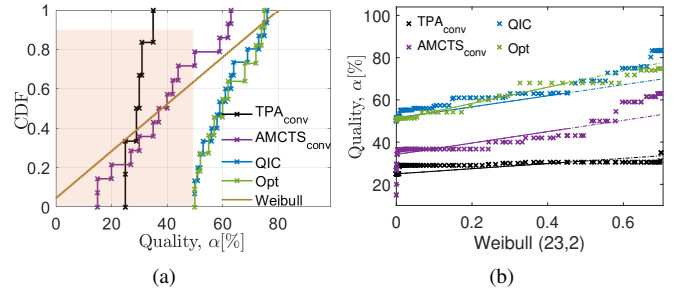 1
0.8
0.6
0.4
0.2
0
CDF
0 20 40 60 80
Quality, α[%]
TPAconv
AMCTSconv
QIC
Opt
Weibull
(a)
100
80
60
40
20
Quality, α[%]
TPAconv QIC
AMCTSconv Opt
0 0.2 0.4 0.6
Weibull (23,2)
(b)